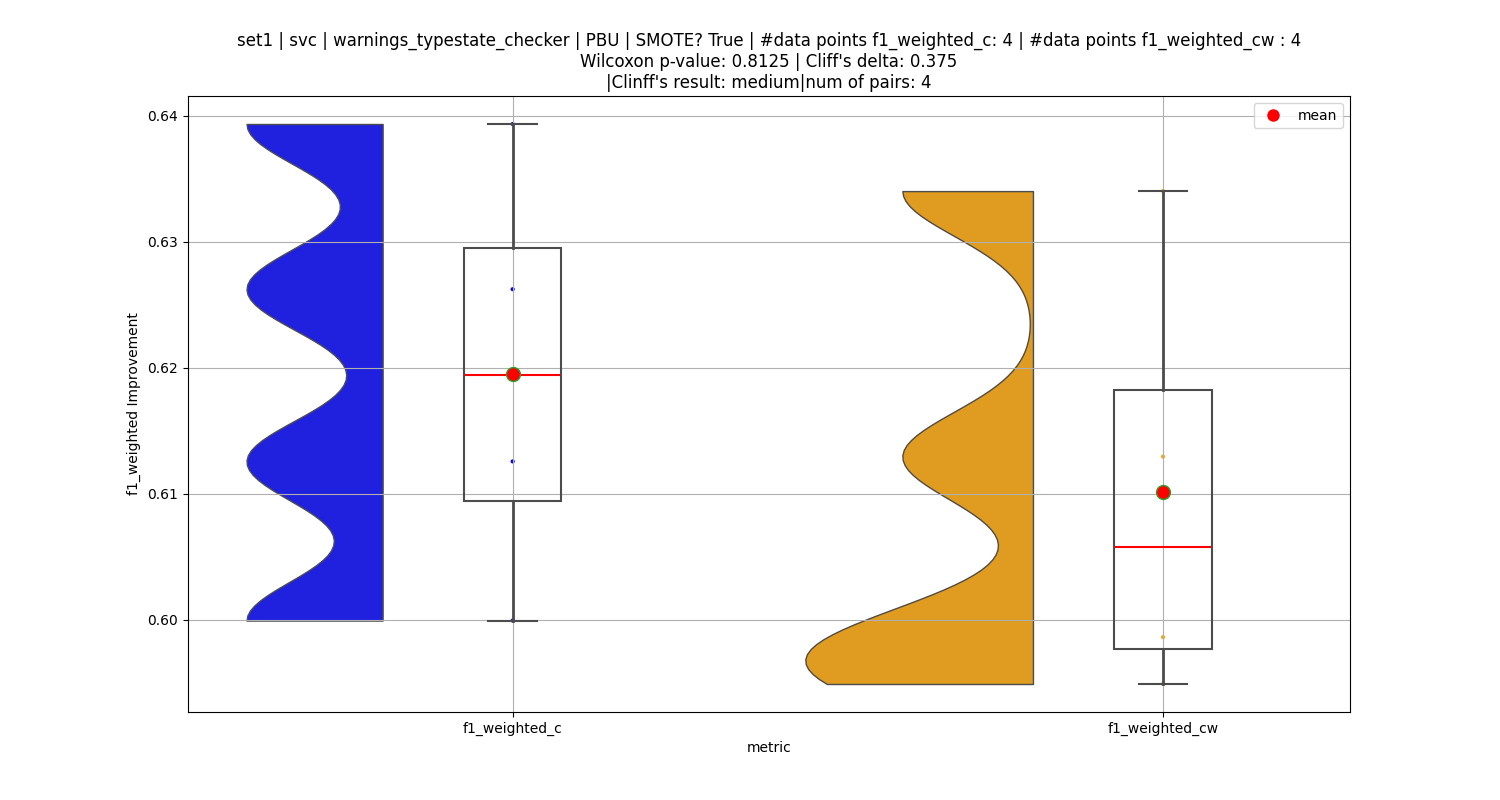 set1 | svc | warnings_typestate_checker | PBU | SMOTE? True | #data points f1_weighted_c: 4 | #data points f1_weighted_cw : 4
Wilcoxon p-value: 0.8125 | Cliff's delta: 0.375
|Clinff's result: medium|num of pairs: 4
mean
0.64
0.63
0.62
0.61
0.60
f1_weighted Improvement
f1_weighted_c
f1_weighted_cw
metric